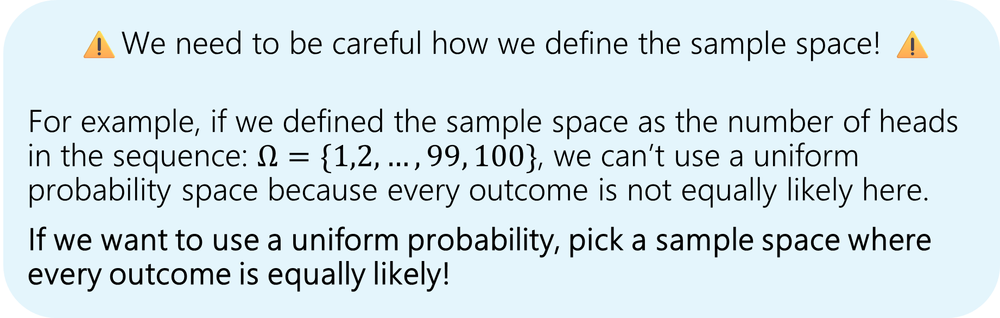 ⚠️ We need to be careful how we define the sample space! ⚠️
For example, if we defined the sample space as the number of heads
in the sequence: Ω = {1,2, … , 99, 100}, we can’t use a uniform
probability space because every outcome is not equally likely here.
If we want to use a uniform probability, pick a sample space where
every outcome is equally likely!